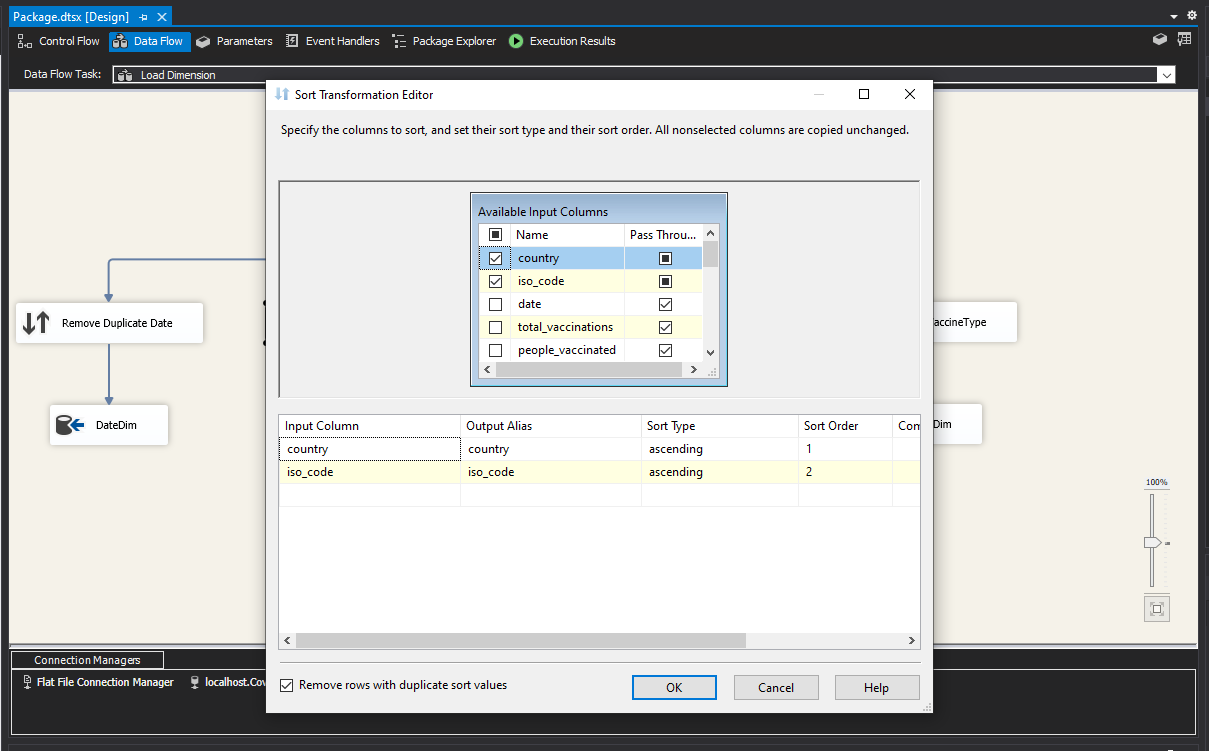 Package.dtsx [Design]
Control Flow Data Flow Parameters Event Handlers Package Explorer Execution Results
Data Flow Task: Load Dimension
Sort Transformation Editor
Specify the columns to sort, and set their sort type and their sort order. All nonselected columns are copied unchanged.
Available Input Columns
Name Pass Throu...
country
iso_code
date
total_vaccinations
people_vaccinated
Remove Duplicate Date
DateDim
accineType
Dim
Input Column Output Alias Sort Type Sort Order Com
country country ascending 1
iso_code iso_code ascending 2
100%
Connection Managers
Flat File Connection Manager localhost.Cov
Remove rows with duplicate sort values
OK Cancel Help